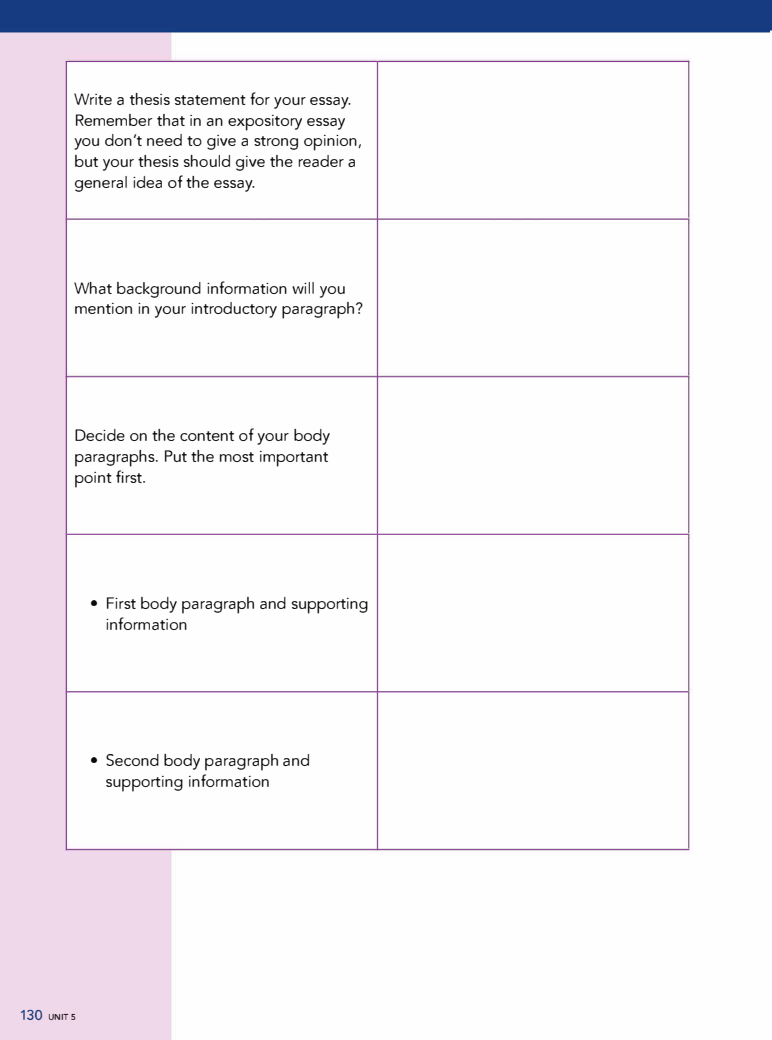 Write a thesis statement for your essay.
Remember that in an expository essay
you don't need to give a strong opinion,
but your thesis should give the reader a
general idea of the essay.
What background information will you
mention in your introductory paragraph?
Decide on the content of your body
paragraphs. Put the most important
point first.
• First body paragraph and supporting
information
• Second body paragraph and
supporting information
130 UNIT 5